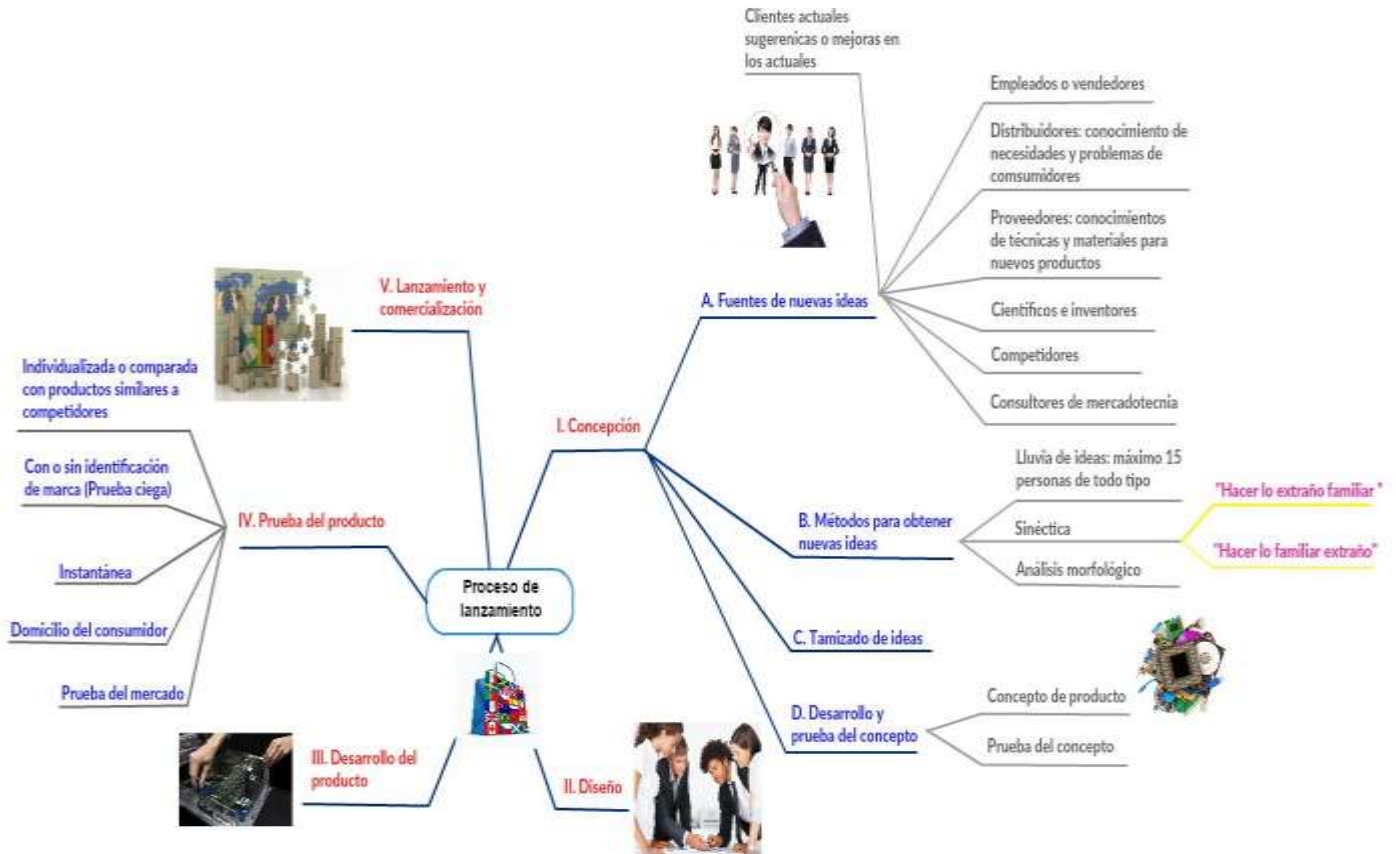 Proceso de
lanzamiento
I. Concepción
A. Fuentes de nuevas ideas
Clientes actuales
sugerenicas o mejoras en
los actuales
Empleados o vendedores
Distribuidores: conocimiento de
necesidades y problemas de
comsumidores
Proveedores: conocimientos
de técnicas y materiales para
nuevos productos
Científicos e inventores
Competidores
Consultores de mercadotecnia
B. Métodos para obtener
nuevas ideas
Lluvia de ideas: máximo 15
personas de todo tipo
Sinéctica
"Hacer lo extraño familiar "
"Hacer lo familiar extraño"
Análisis morfológico
C. Tamizado de ideas
D. Desarrollo y
prueba del concepto
Concepto de producto
Prueba del concepto
II. Diseño
III. Desarrollo del
producto
IV. Prueba del producto
Individualizada o comparada
con productos similares a
competidores
Con o sin identificación
de marca (Prueba ciega)
Instantánea
Domicilio del consumidor
Prueba del mercado
V. Lanzamiento y
comercialización